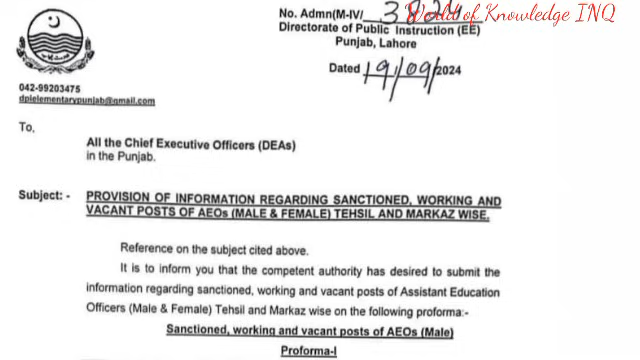 World of Knowledge INQ
No. Admn(M-IV/ 3824
Directorate of Public Instruction (EE)
Punjab, Lahore
Dated 19/09/2024
042-99203475
dpielementarypunjab@gmail.com
To,
All the Chief Executive Officers (DEAs)
in the Punjab.
Subject: - PROVISION OF INFORMATION REGARDING SANCTIONED, WORKING AND
VACANT POSTS OF AEOs (MALE & FEMALE) TEHSIL AND MARKAZ WISE.
Reference on the subject cited above.
It is to inform you that the competent authority has desired to submit the
information regarding sanctioned, working and vacant posts of Assistant Education
Officers (Male & Female) Tehsil and Markaz wise on the following proforma:-
Sanctioned, working and vacant posts of AEOs (Male)
Proforma-I